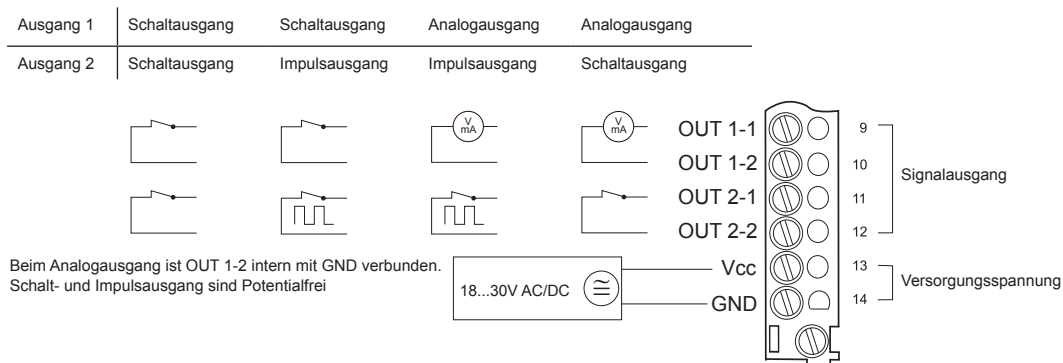 Ausgang 1 Schaltausgang Schaltausgang Analogausgang Analogausgang
Ausgang 2 Schaltausgang Impulsausgang Impulsausgang Schaltausgang
V mA V mA
OUT 1-1 9
OUT 1-2 10
Signalausgang
OUT 2-1 11
OUT 2-2 12
Beim Analogausgang ist OUT 1-2 intern mit GND verbunden.
Schalt- und Impulsausgang sind Potentialfrei
18...30V AC/DC
Vcc 13
Versorgungsspannung
GND 14